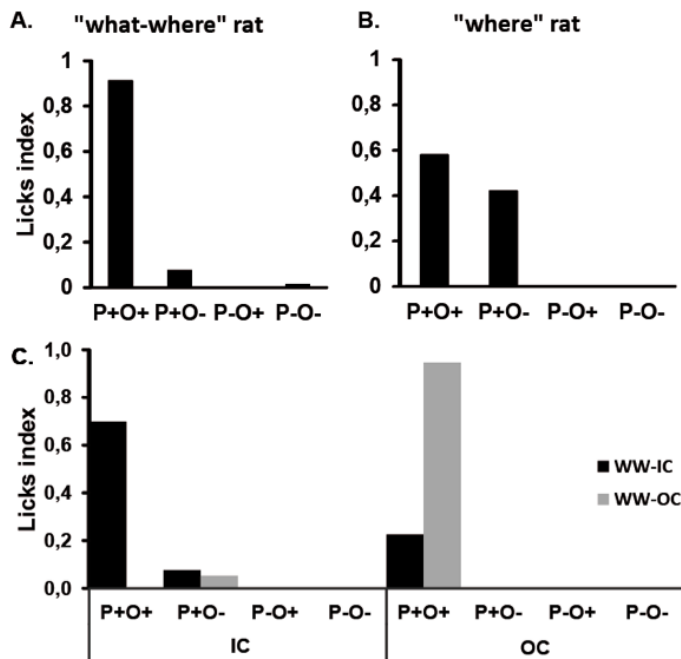 A. "what-where" rat
B. "where" rat
Licks index
1
0,8
0,6
0,4
0,2
0
P+O+ P+O- P-O+ P-O-
1
0,8
0,6
0,4
0,2
0
P+O+ P+O- P-O+ P-O-
C.
Licks index
1,0
0,8
0,6
0,4
0,2
0,0
WW-IC
WW-OC
P+O+ P+O- P-O+ P-O- P+O+ P+O- P-O+ P-O-
IC OC